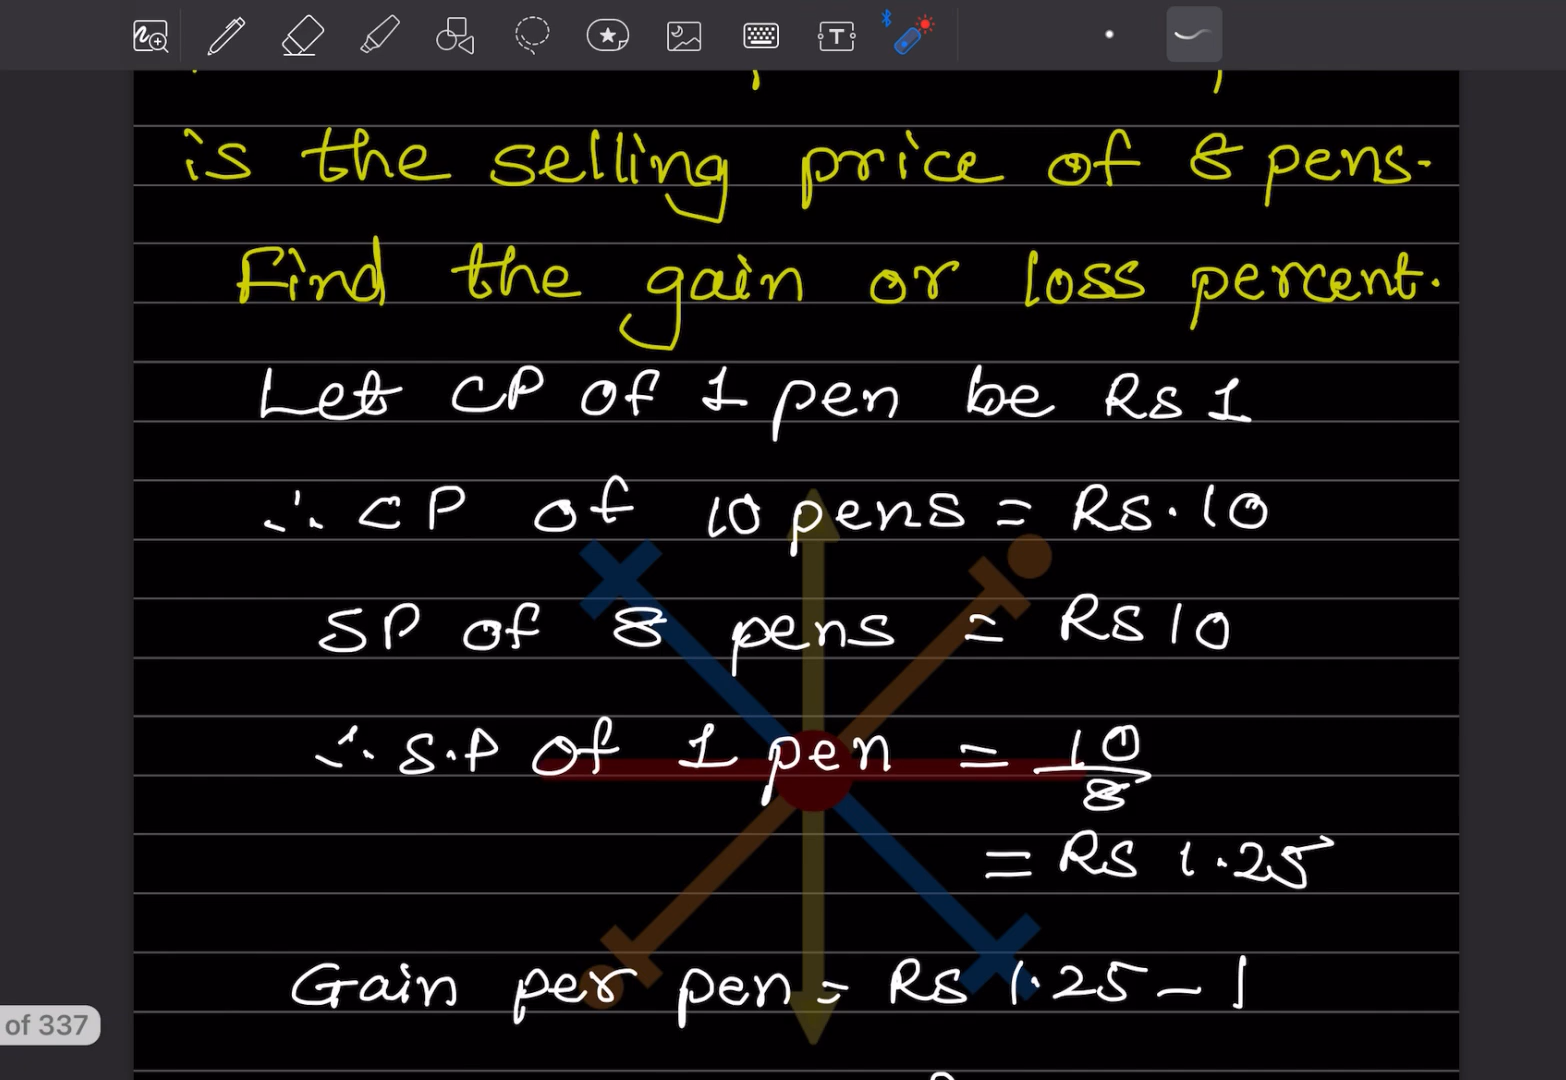 is the selling price of 8 pens.
Find the gain or loss percent.
Let CP of 1 pen be Rs 1
∴ CP of 10 pens = Rs. 10
SP of 8 pens = RS 10
∴ S.P of 1 pen = 10/8
= RS 1.25
Gain per pen = Rs 1.25 - 1
of 337